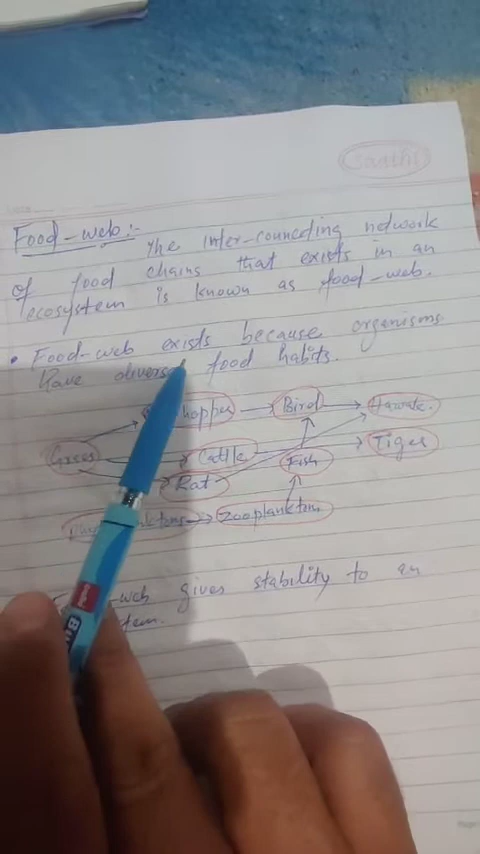 Saathi
Food-web:-
The inter-connecting network
of food chains that exists in an
ecosystem is known as food-web.
• Food-web exists because organisms
have divers food habits.
hopper → Bird → Hawk.
Grass → Cattle → Tiger
Rat Fish
→ Zooplankton
-web gives stability to an
tem.